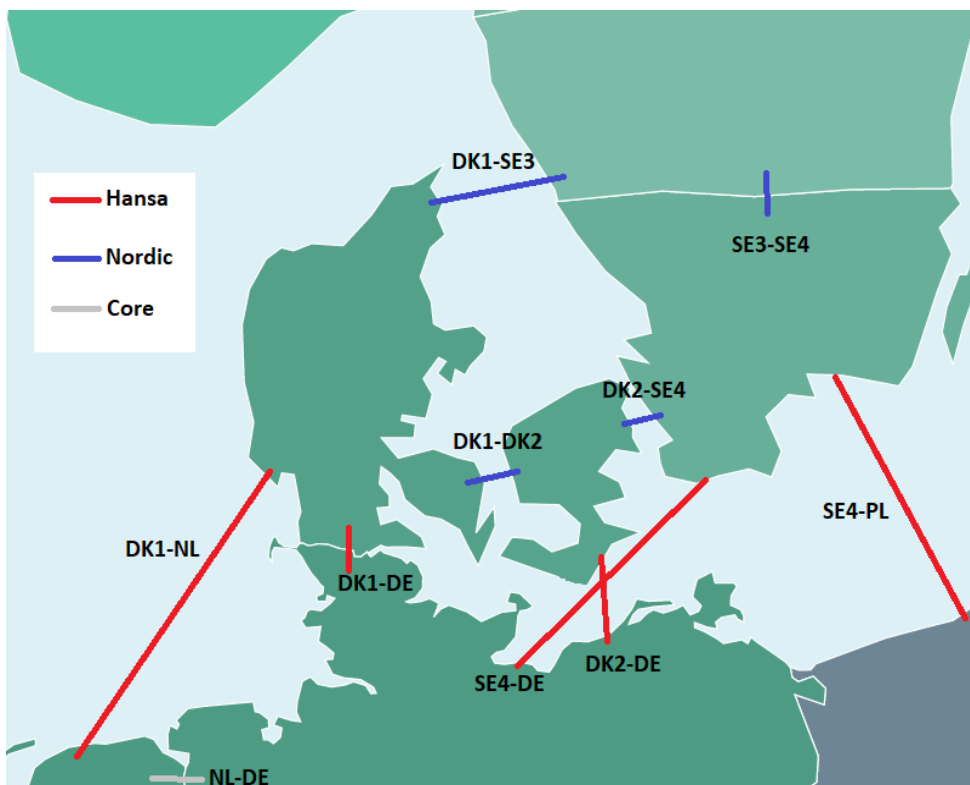 DK1-SE3
Hansa
Nordic
Core
SE3-SE4
DK2-SE4
DK1-DK2
SE4-PL
DK1-NL
DK1-DE
DK2-DE
SE4-DE
NL-DE